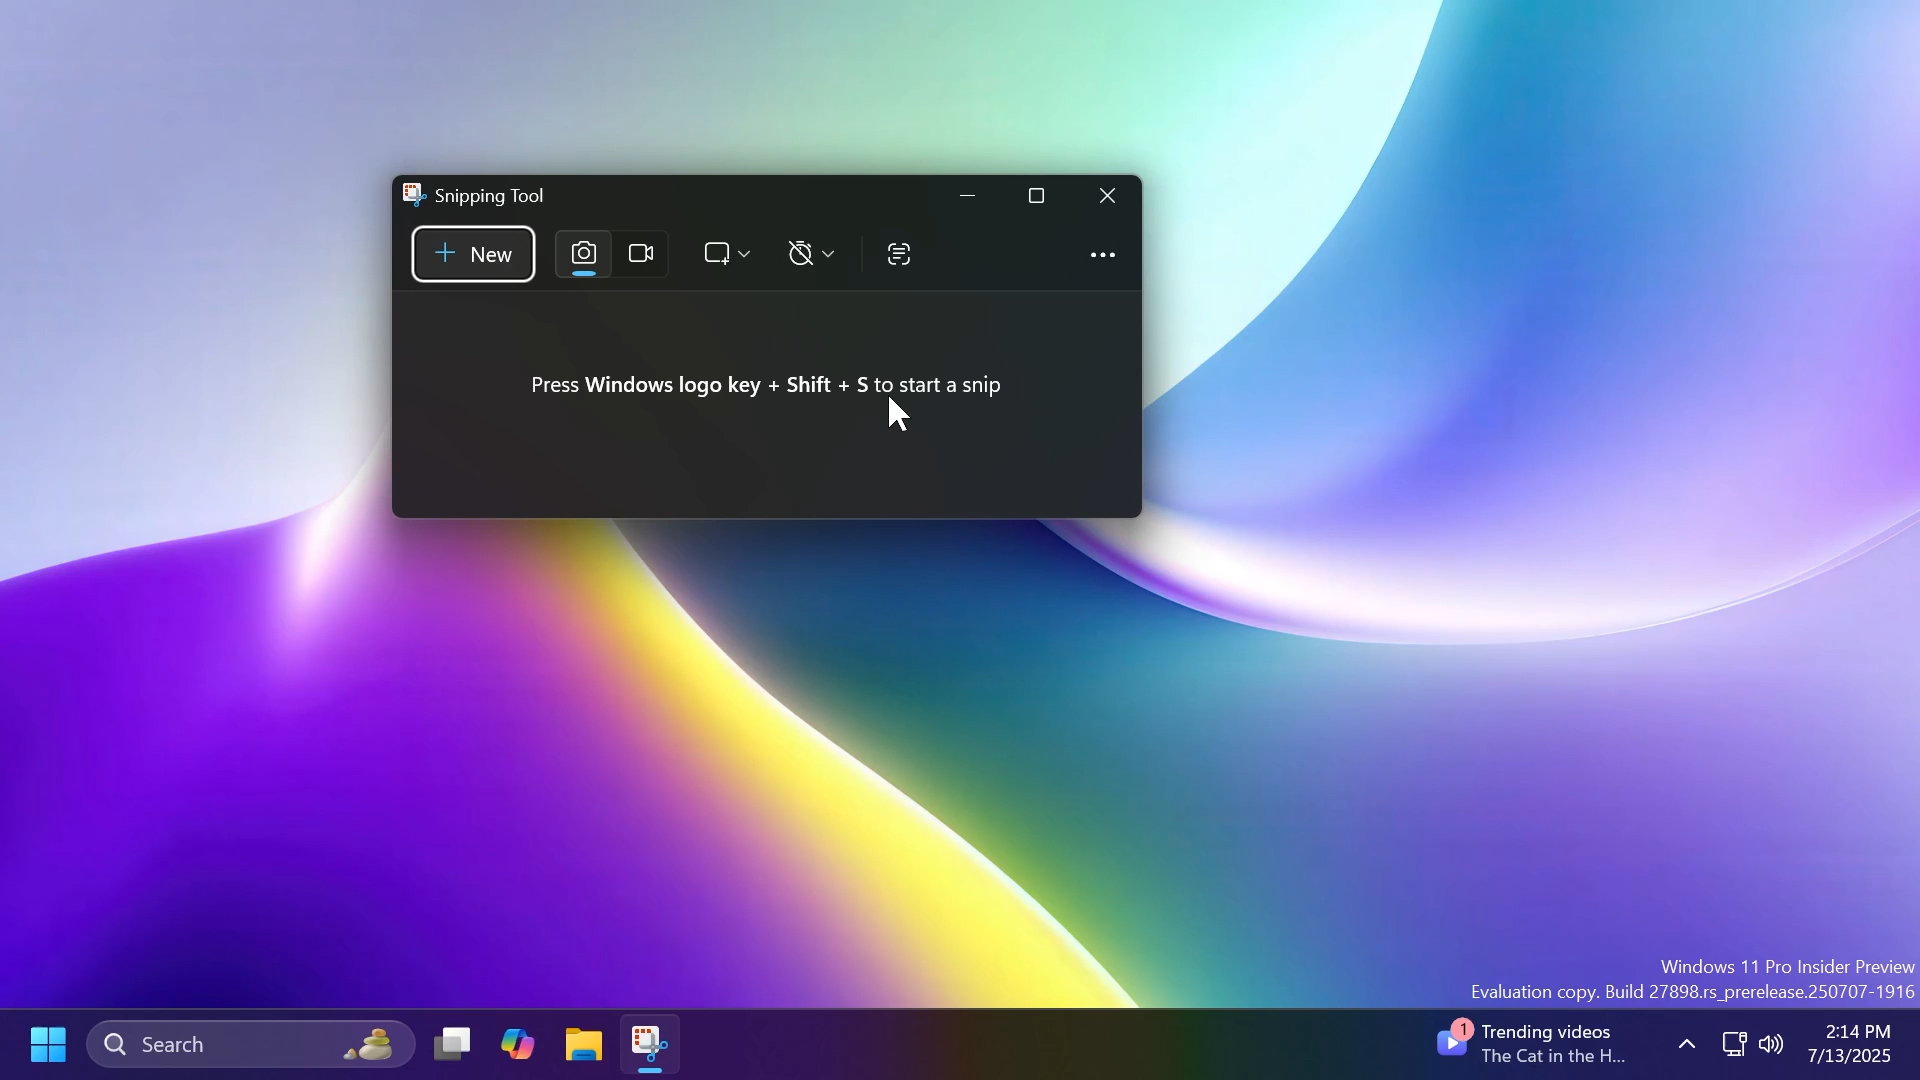 Snipping Tool
New
Press Windows logo key + Shift + S to start a snip
Windows 11 Pro Insider Preview
Evaluation copy. Build 27898.rs_prerelease.250707-1916
Search
1
Trending videos
The Cat in the H...
2:14 PM
7/13/2025